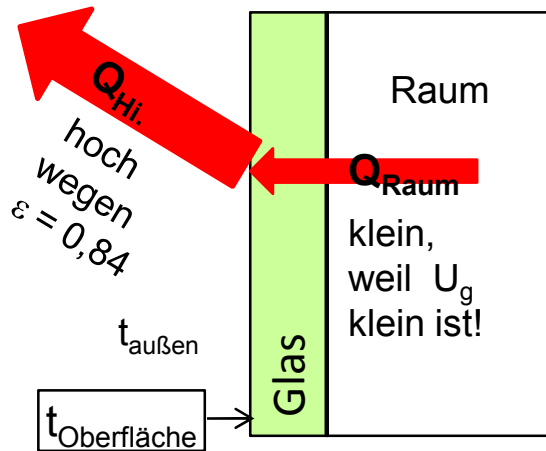 Q_Hi.
hoch
wegen
ε = 0,84
Raum
Q_Raum
klein,
weil U_g
klein ist!
Glas
t_außen
t_Oberfläche